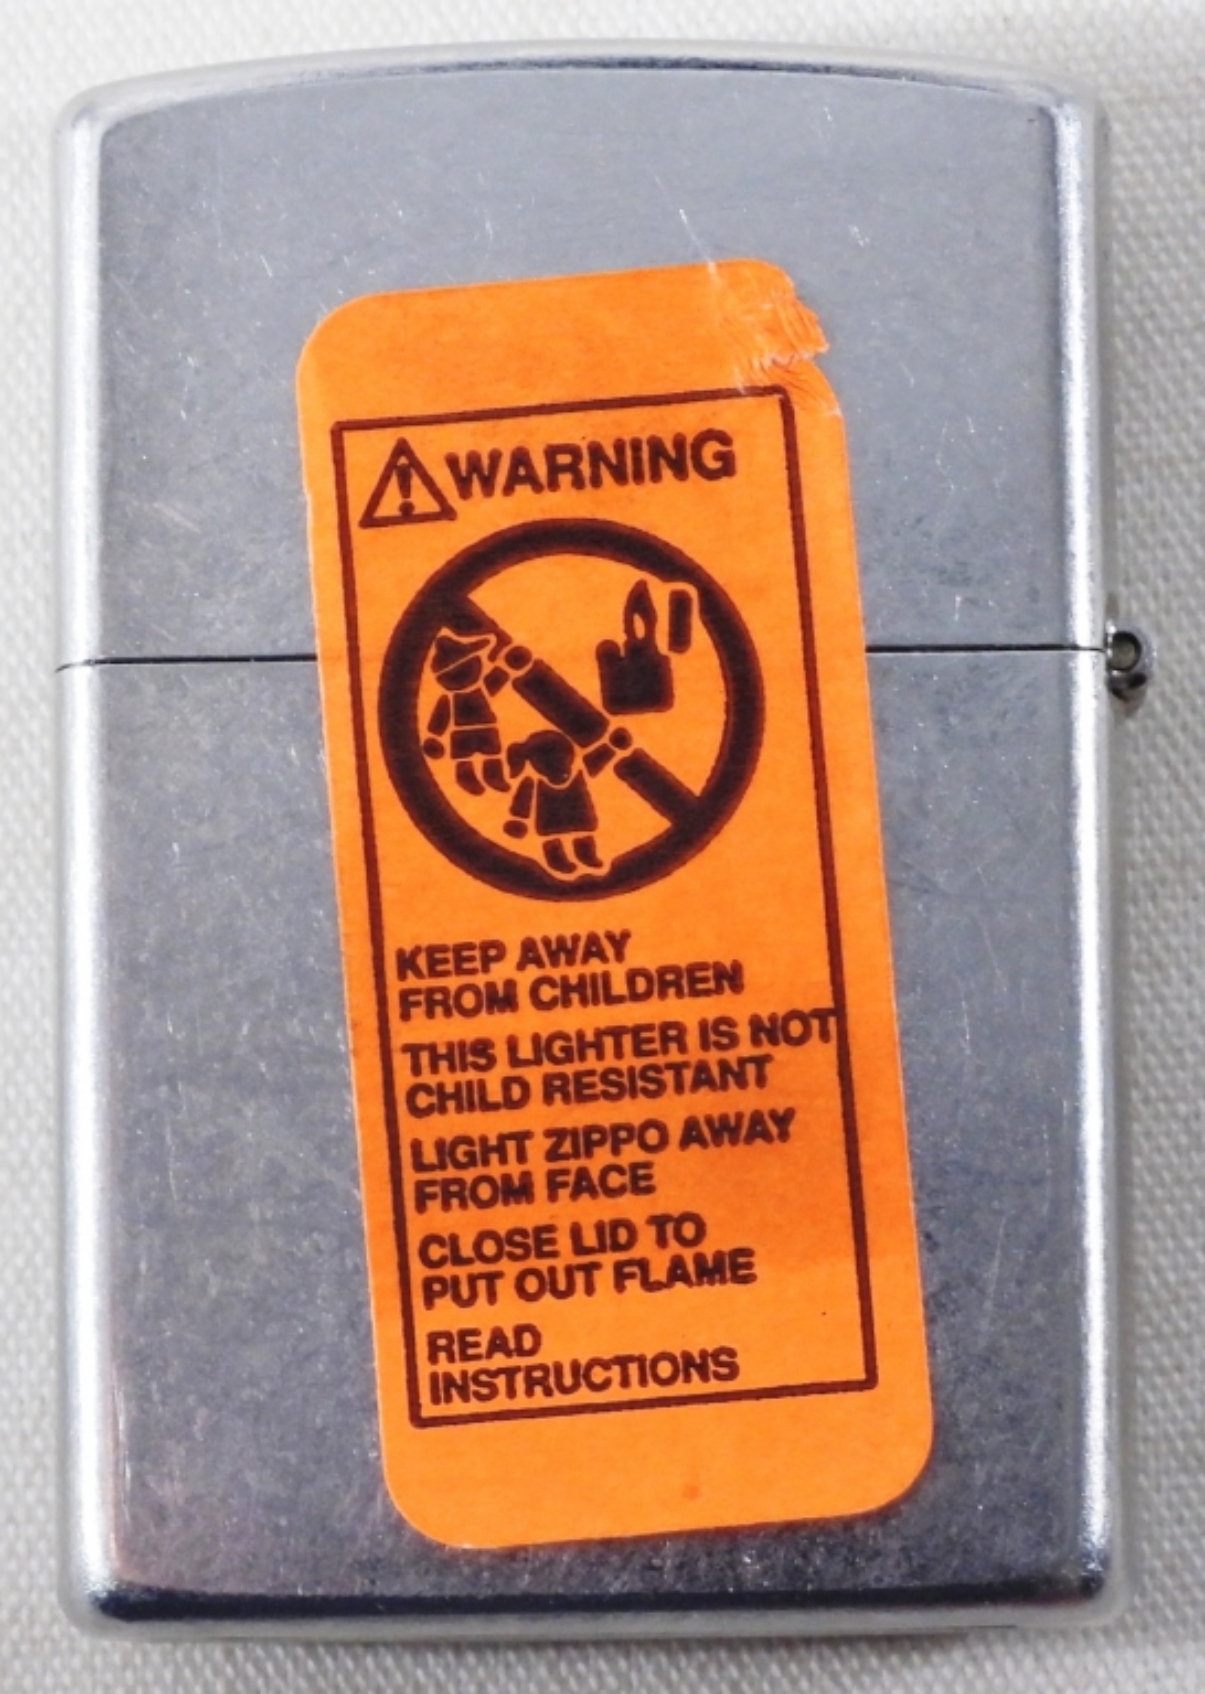 WARNING
KEEP AWAY
FROM CHILDREN
THIS LIGHTER IS NOT
CHILD RESISTANT
LIGHT ZIPPO AWAY
FROM FACE
CLOSE LID TO
PUT OUT FLAME
READ
INSTRUCTIONS